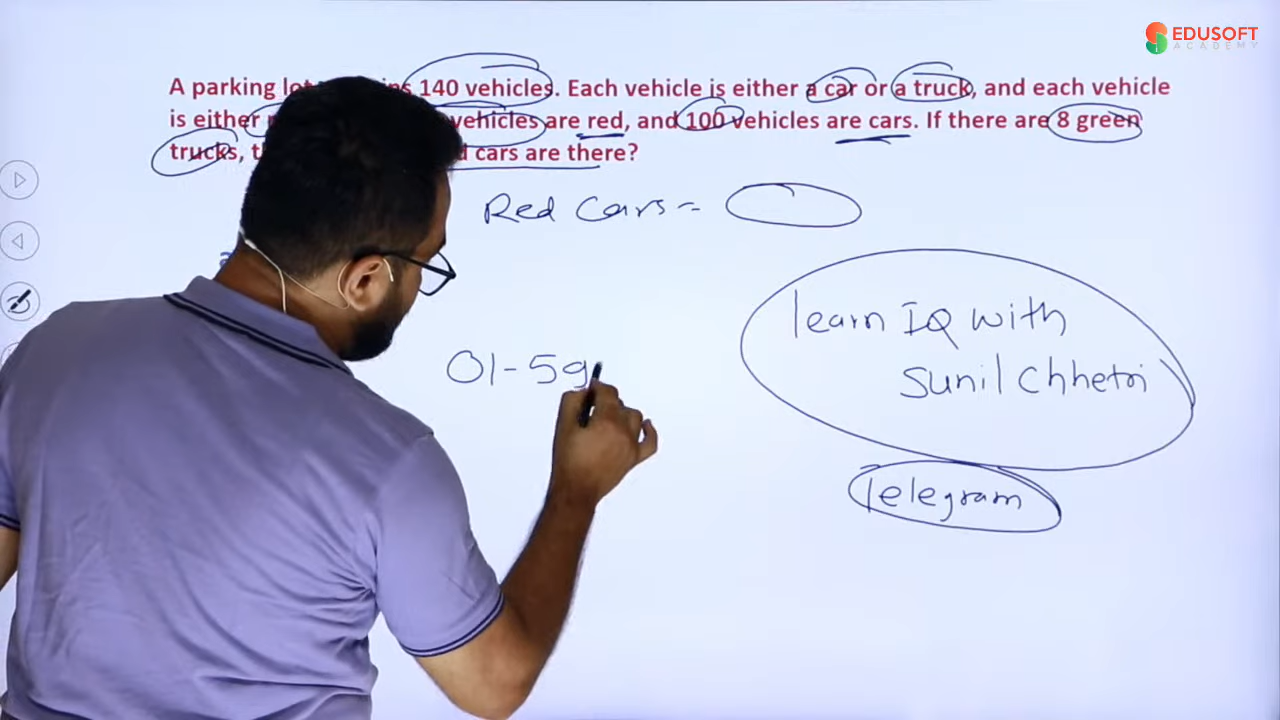 EDUSOFT
ACADEMY
A parking lot 140 vehicles. Each vehicle is either a car or a truck, and each vehicle
is either vehicles are red, and 100 vehicles are cars. If there are 8 green
trucks, cars are there?
Red Cars =
learn IQ with
01-59
sunil chhetri
Telegram